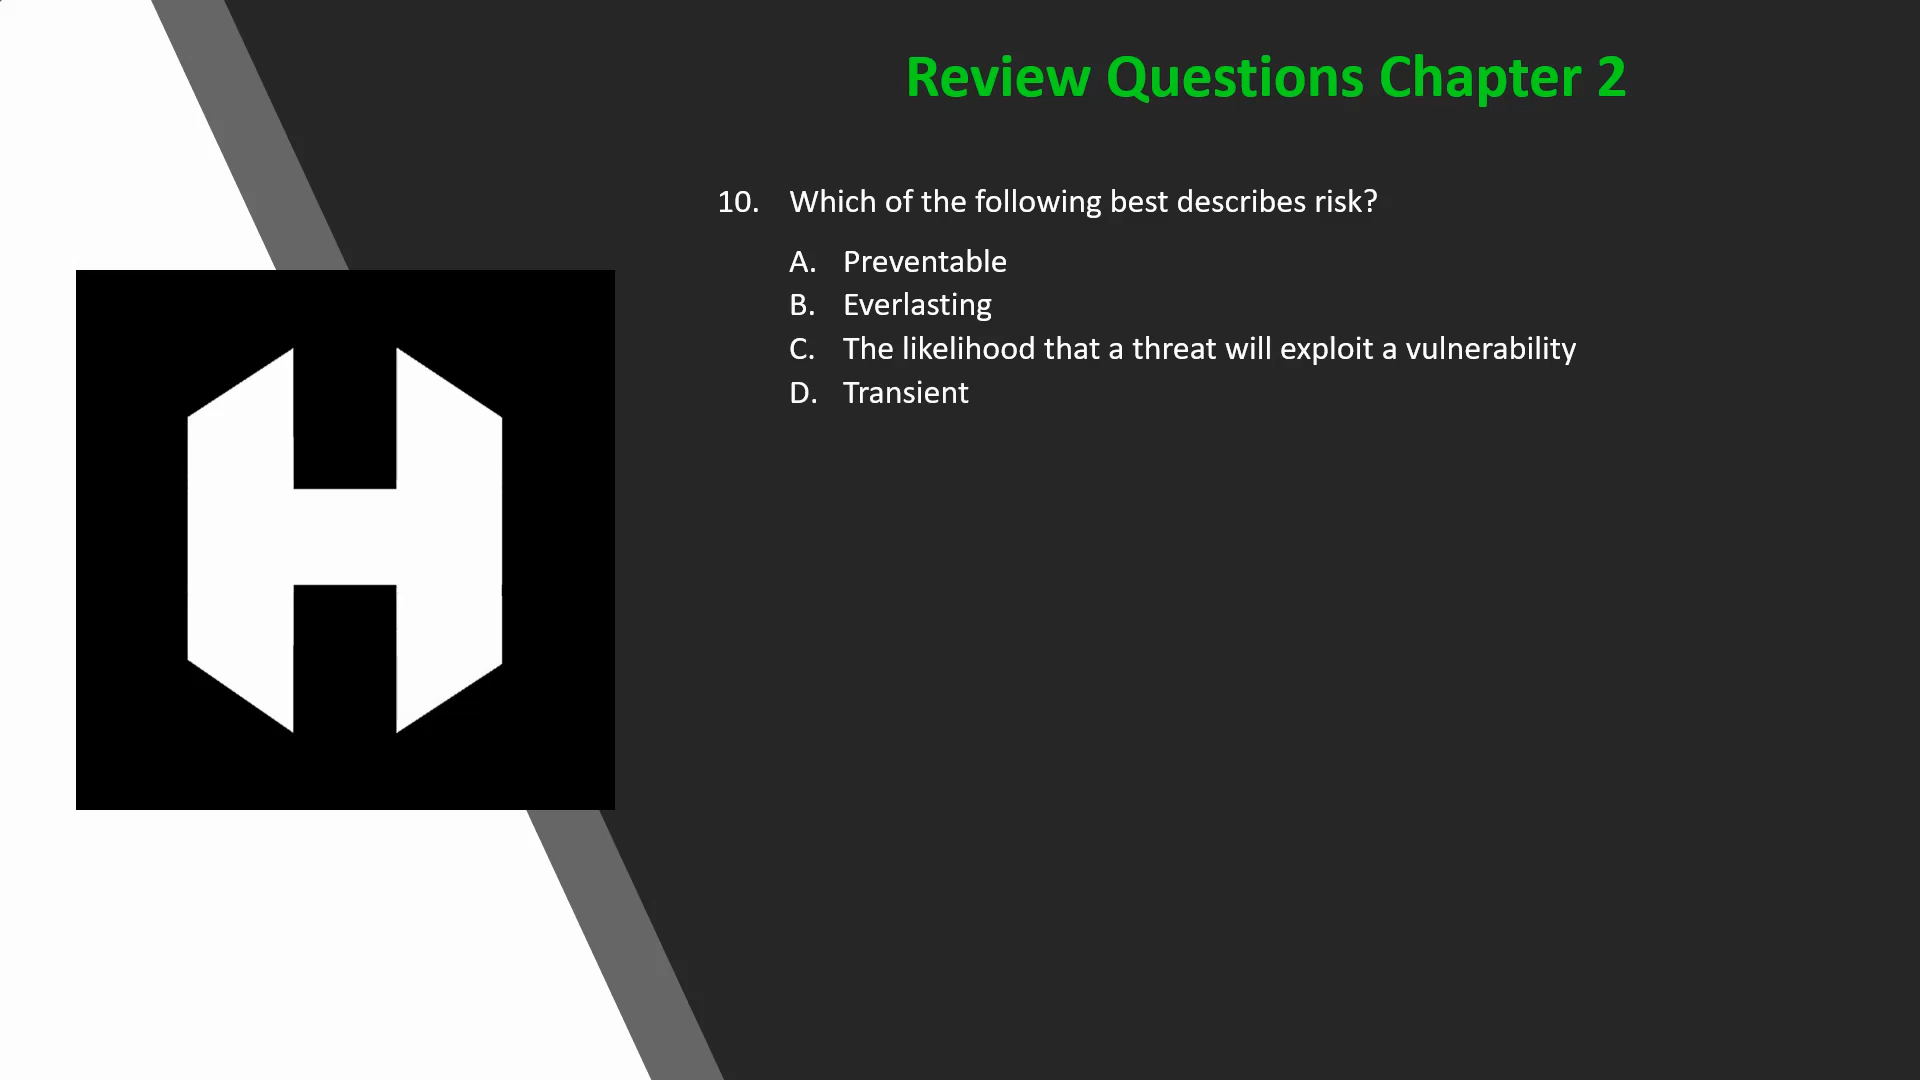 Review Questions Chapter 2
10. Which of the following best describes risk?
A. Preventable
B. Everlasting
C. The likelihood that a threat will exploit a vulnerability
D. Transient
H